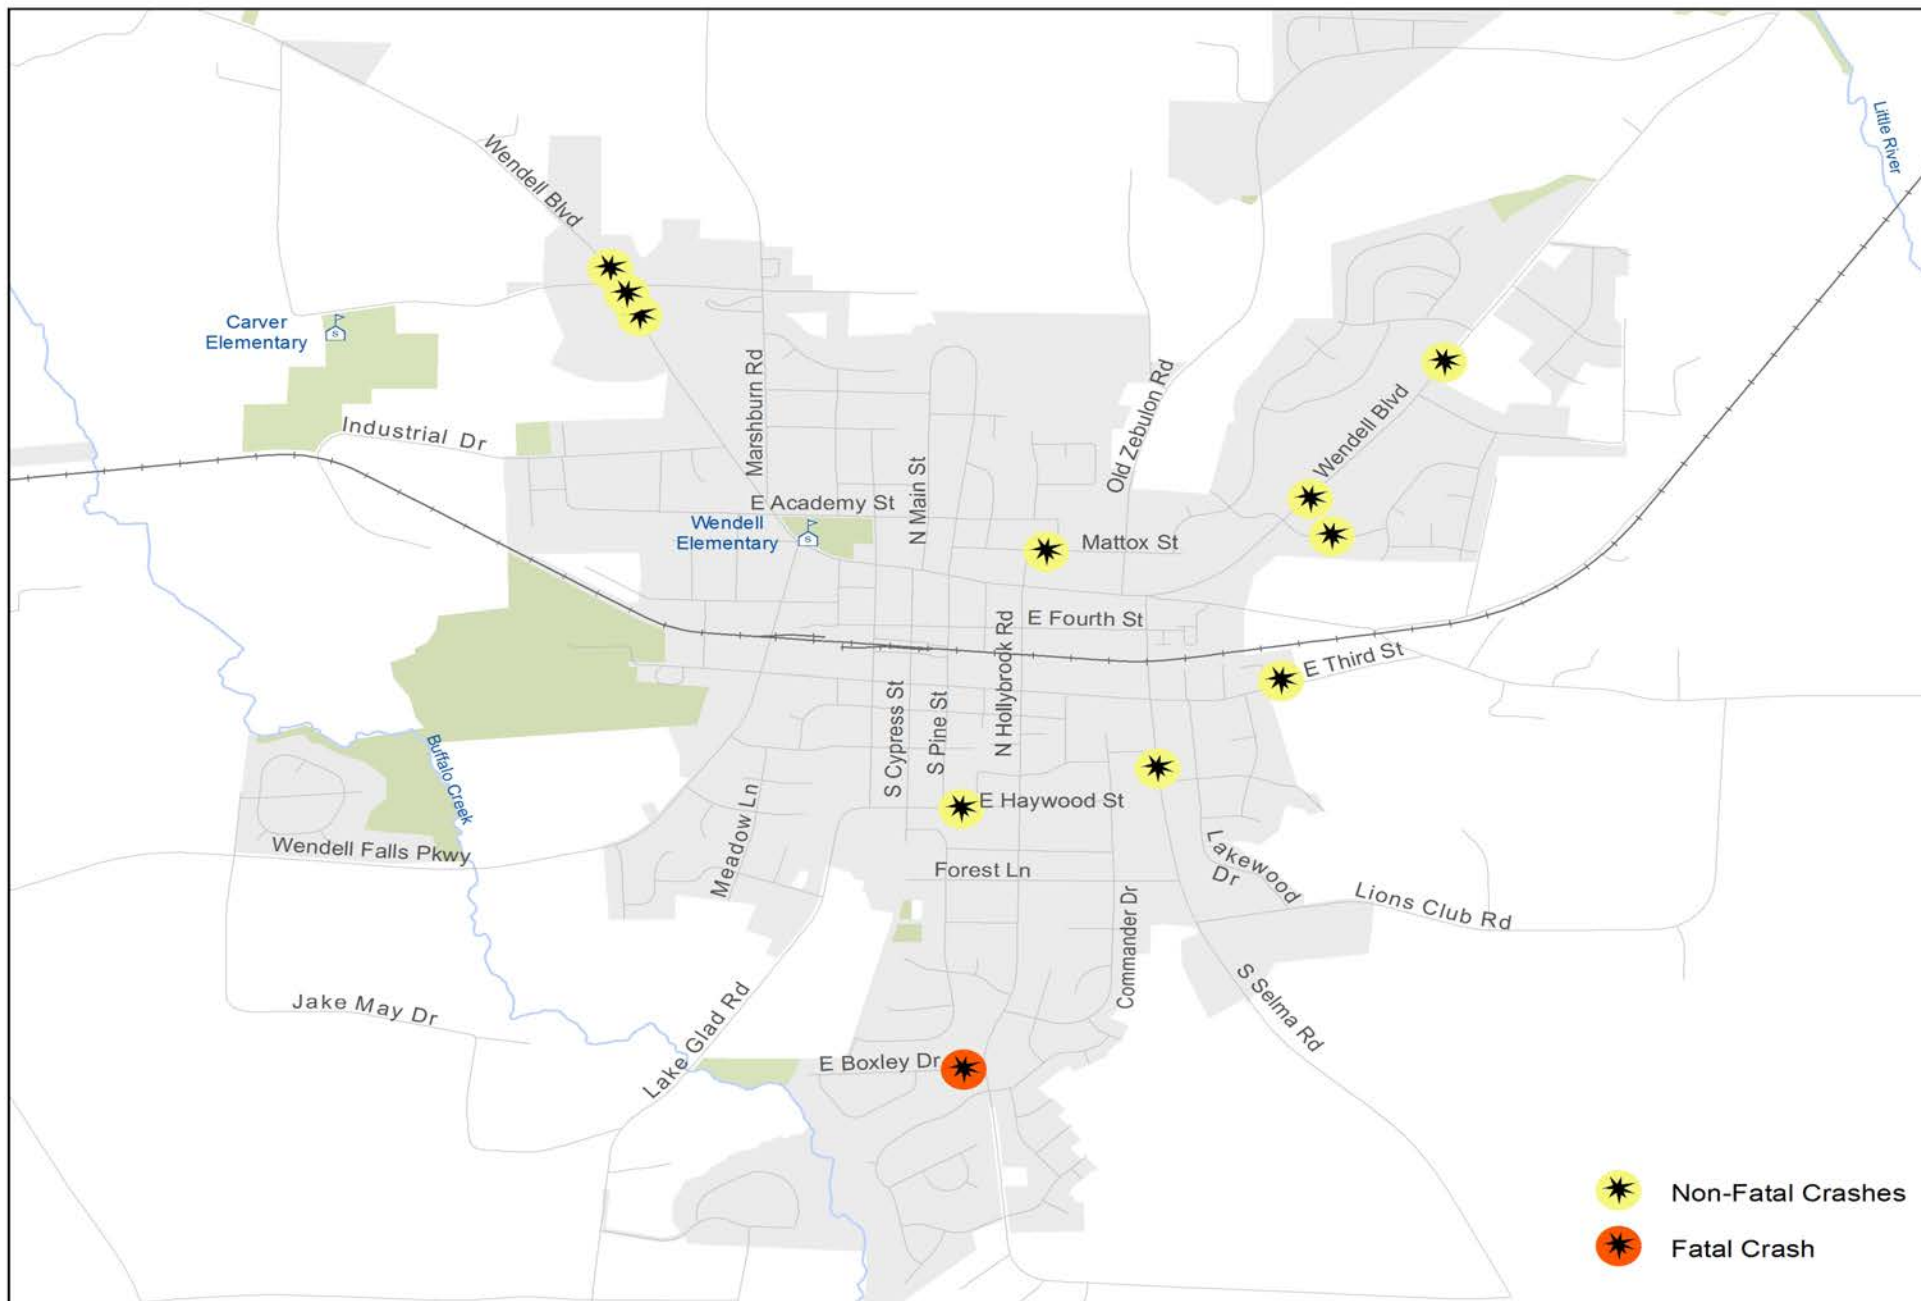 Little River
Wendell Blvd
Carver
Elementary
Marshburn Rd
Old Zebulon Rd
Wendell Blvd
Industrial Dr
N Main St
E Academy St
Wendell
Elementary
Mattox St
E Fourth St
N Hollybrook Rd
E Third St
S Cypress St
S Pine St
Buffalo Creek
Meadow Ln
E Haywood St
Wendell Falls Pkwy
Forest Ln
Lakewood
Dr
Lions Club Rd
Commander Dr
S Selma Rd
Jake May Dr
Lake Glad Rd
E Boxley Dr
Non-Fatal Crashes
Fatal Crash
S
S